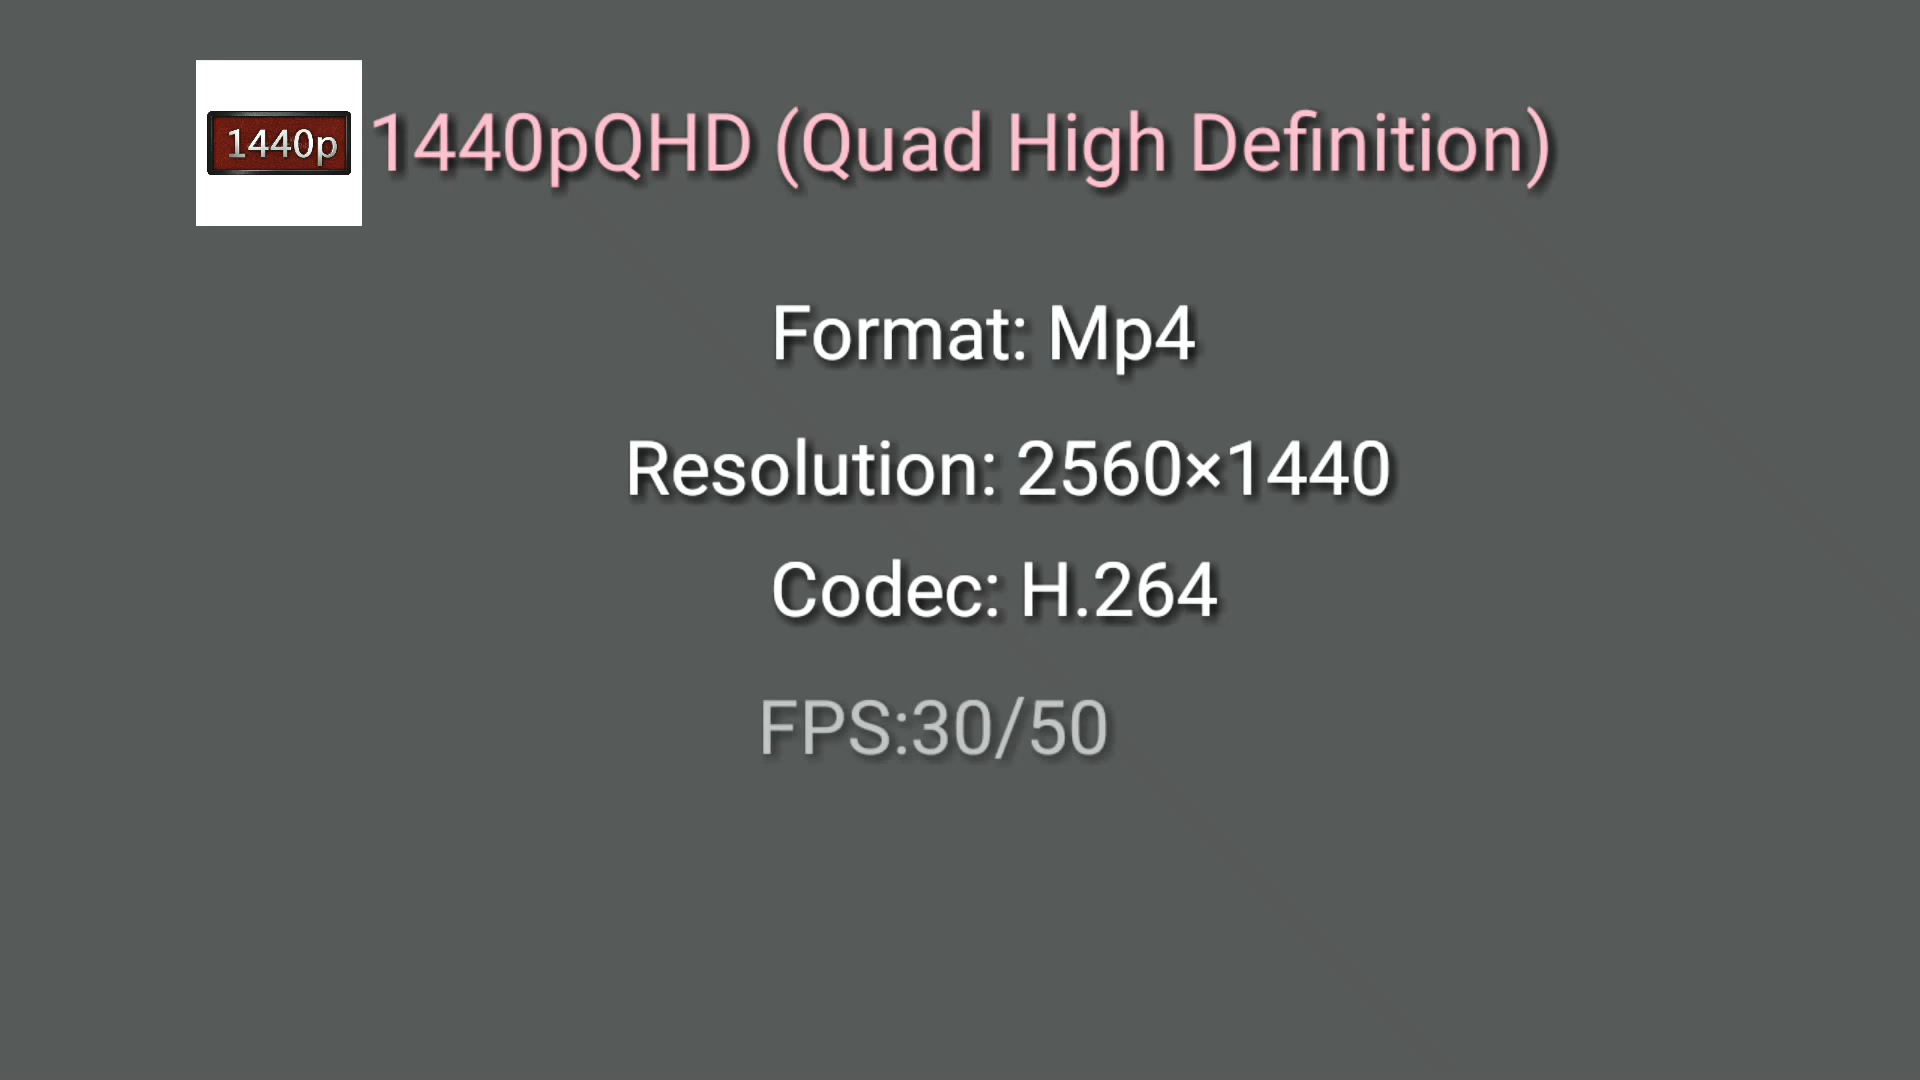 1440p
1440pQHD (Quad High Definition)
Format: Mp4
Resolution: 2560×1440
Codec: H.264
FPS:30/50